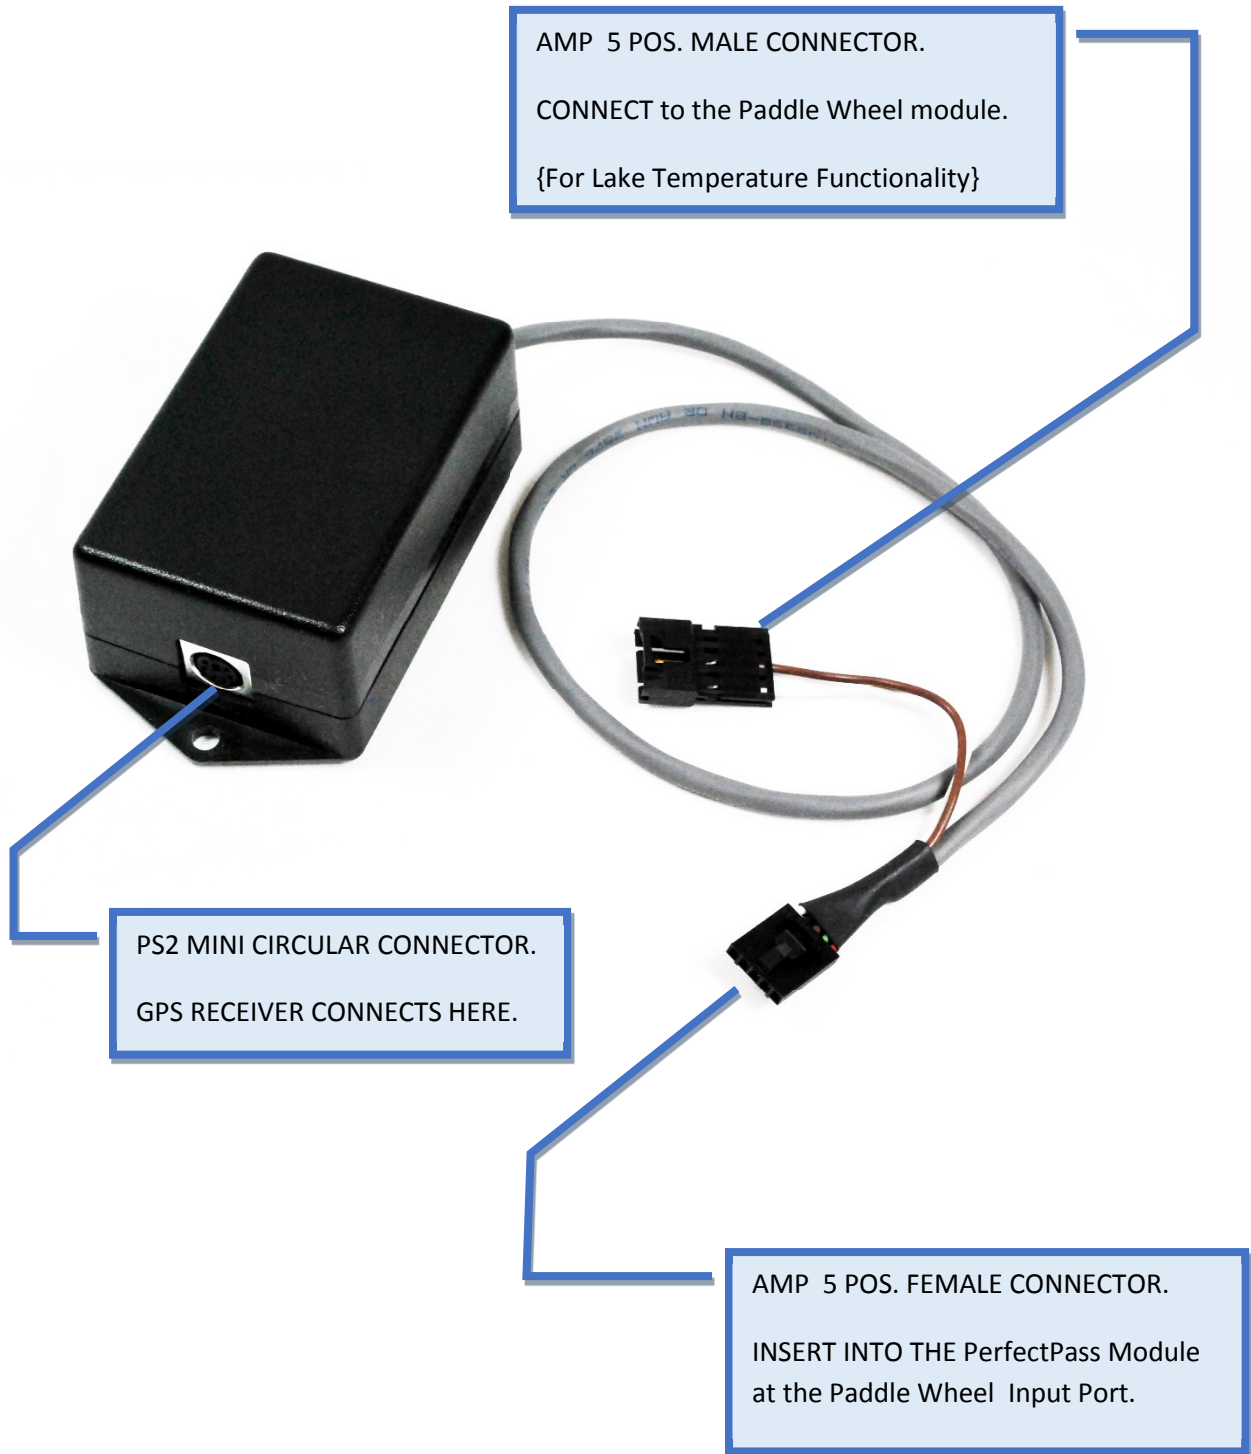 AMP 5 POS. MALE CONNECTOR.
CONNECT to the Paddle Wheel module.
{For Lake Temperature Functionality}
PS2 MINI CIRCULAR CONNECTOR.
GPS RECEIVER CONNECTS HERE.
AMP 5 POS. FEMALE CONNECTOR.
INSERT INTO THE PerfectPass Module
at the Paddle Wheel Input Port.